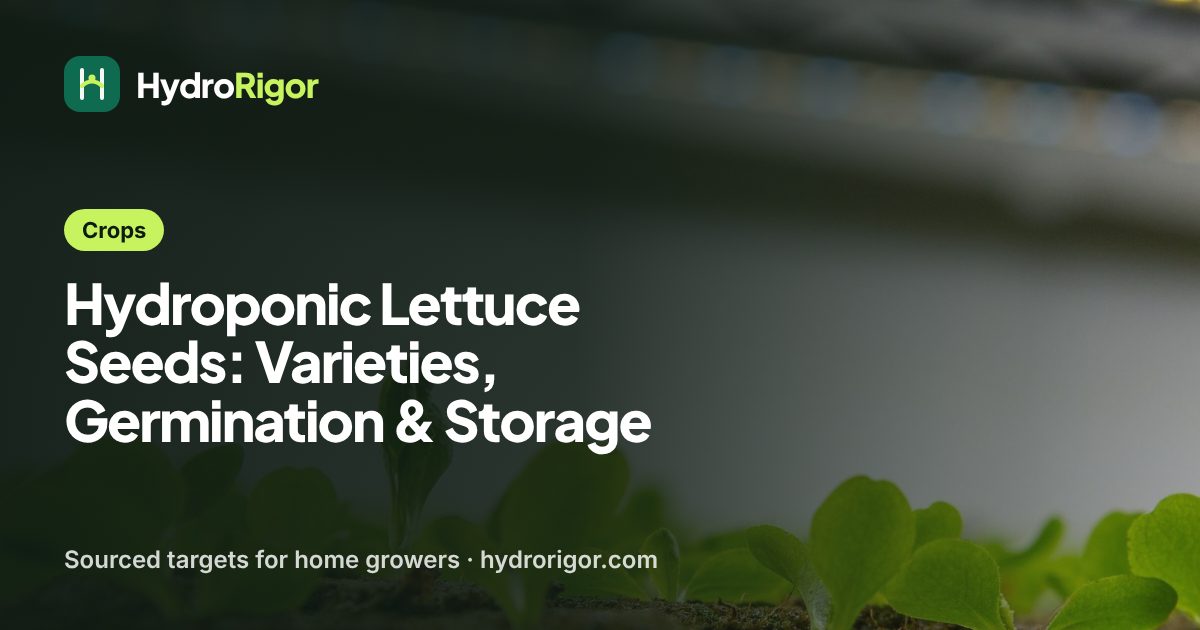 HydroRigor
Crops
Hydroponic Lettuce
Seeds: Varieties,
Germination & Storage
Sourced targets for home growers · hydrorigor.com